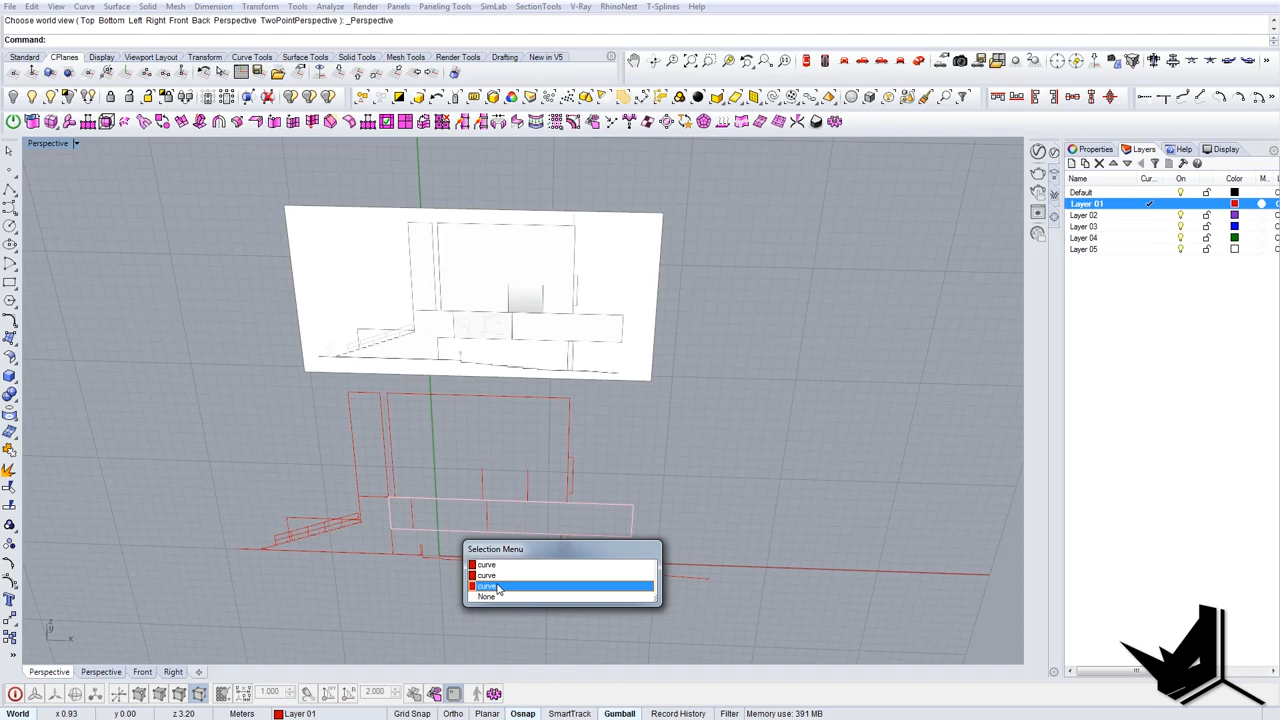 File Edit View Curve Surface Solid Mesh Dimension Transform Tools Analyze Render Panels Paneling Tools SimLab SectionTools V-Ray RhinoNest T-Splines Help
Choose world view ( Top Bottom Left Right Front Back Perspective TwoPointPerspective ): _Perspective
Command:
Standard CPlanes Display Viewport Layout Transform Curve Tools Surface Tools Solid Tools Mesh Tools Render Tools Drafting New in V5
Perspective
Properties Layers Help Display
Name Cur... On Color M..
Default
Layer 01
Layer 02
Layer 03
Layer 04
Layer 05
Selection Menu
curve
curve
curve
None
z
x
Perspective Perspective Front Right
1.000 2.000
World x 0.93 y 0.00 z 3.20 Meters Layer 01 Grid Snap Ortho Planar Osnap SmartTrack Gumball Record History Filter Memory use: 391 MB